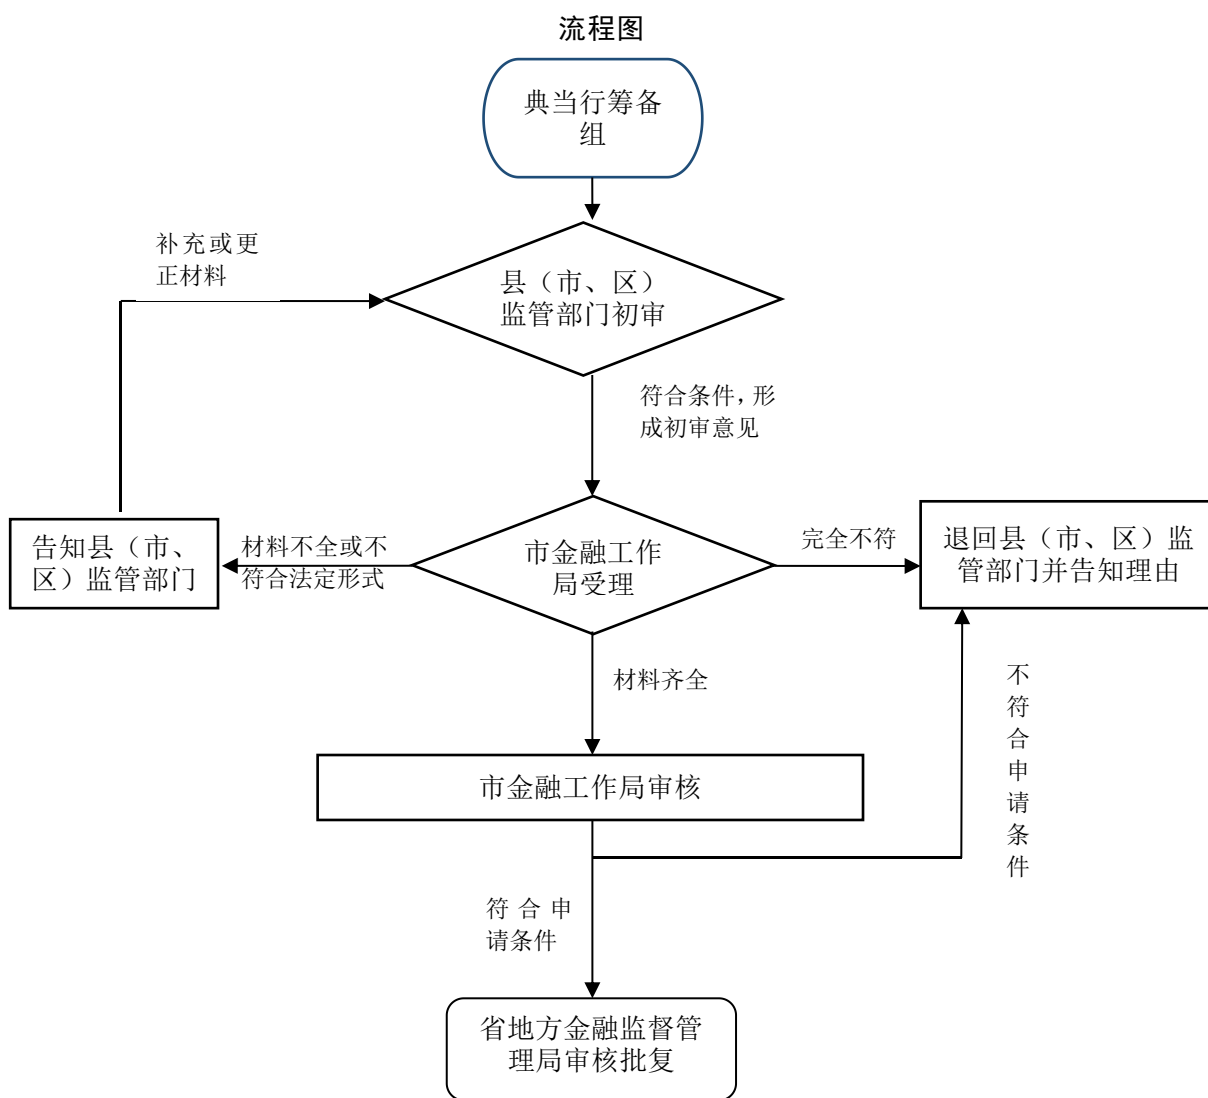 流程图
典当行筹备
组
补充或更
正材料
县（市、区）
监管部门初审
符合条件，形
成初审意见
告知县（市、
区）监管部门
材料不全或不
符合法定形式
市金融工作
局受理
完全不符
退回县（市、区）监
管部门并告知理由
材料齐全
不
符
合
申
请
条
件
市金融工作局审核
符合申
请条件
省地方金融监督管
理局审核批复